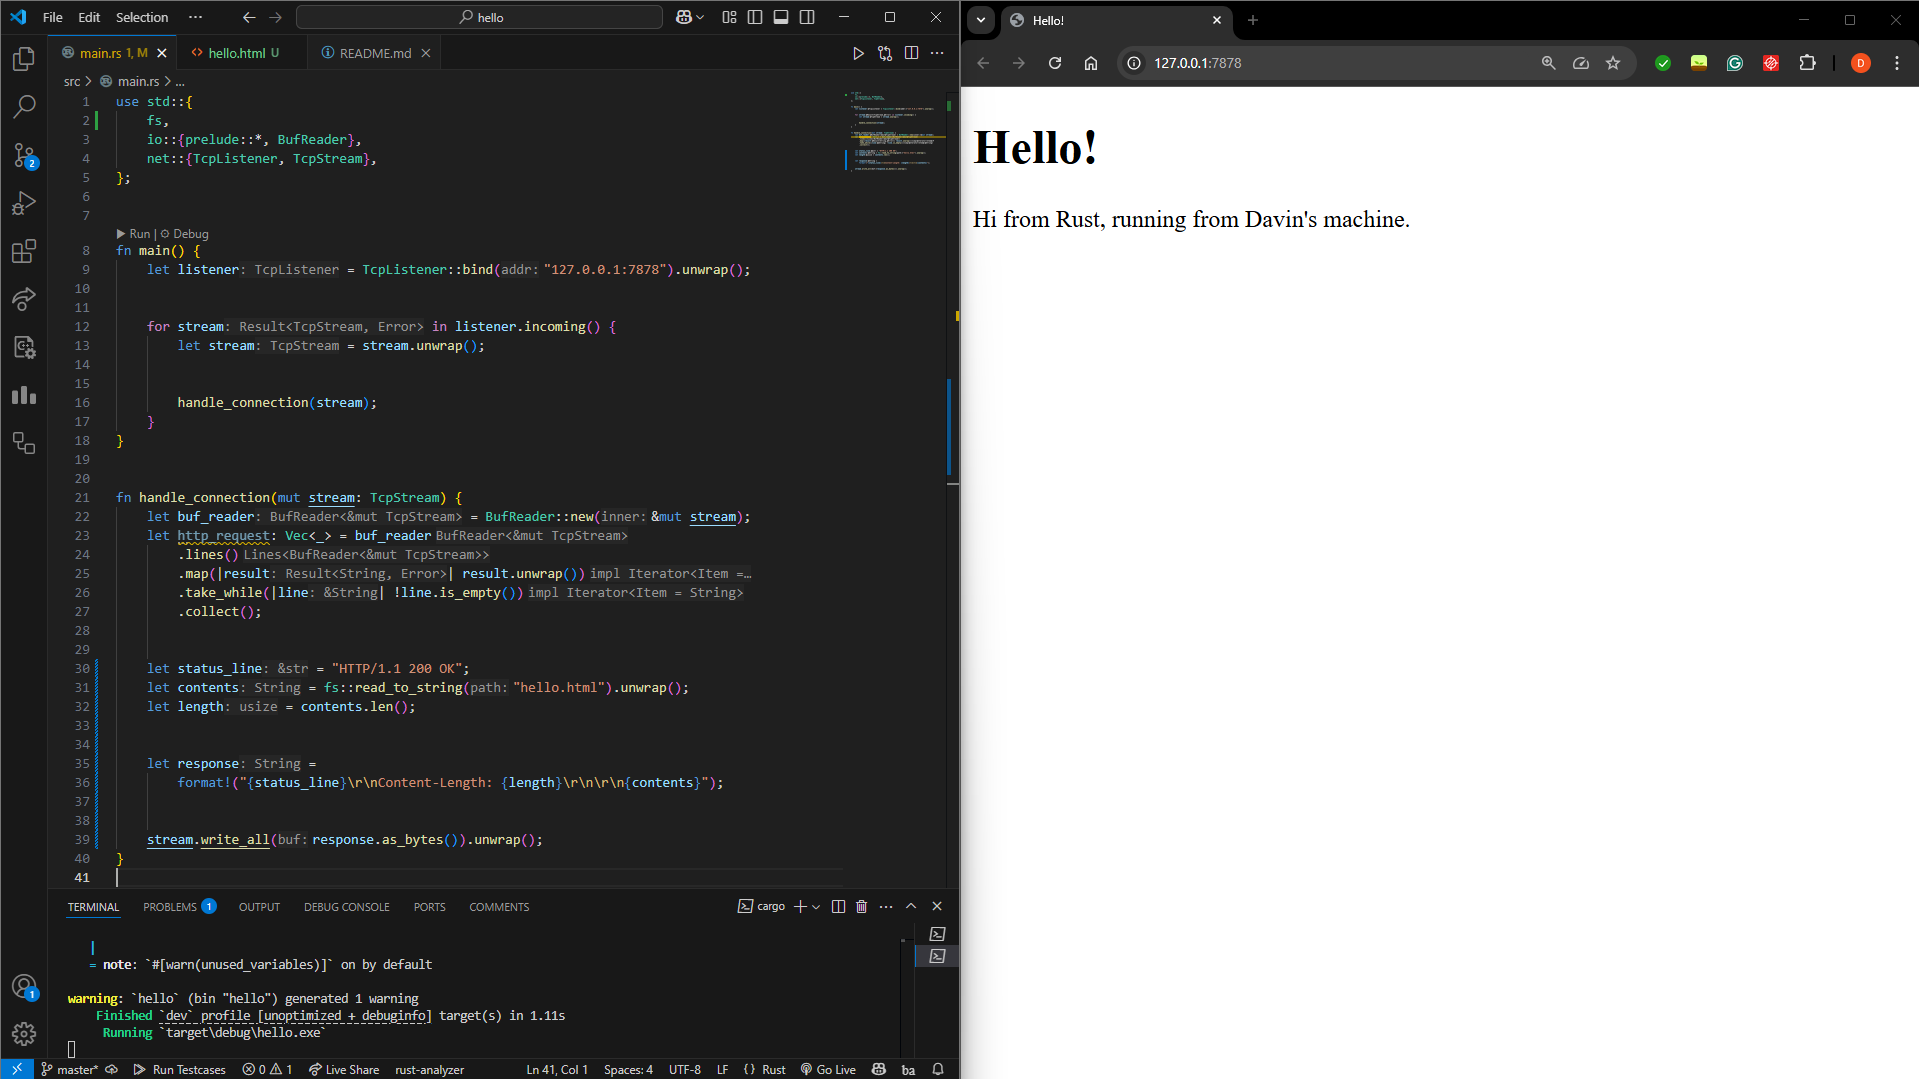 File Edit Selection ··· hello
main.rs 1, M hello.html U README.md
src > main.rs > ...
1 use std::{
2 fs,
3 io::{prelude::*, BufReader},
4 net::{TcpListener, TcpStream},
5 };
6
7
Run | Debug
8 fn main() {
9 let listener: TcpListener = TcpListener::bind(addr: "127.0.0.1:7878").unwrap();
10
11
12 for stream: Result<TcpStream, Error> in listener.incoming() {
13 let stream: TcpStream = stream.unwrap();
14
15
16 handle_connection(stream);
17 }
18 }
19
20
21 fn handle_connection(mut stream: TcpStream) {
22 let buf_reader: BufReader<&mut TcpStream> = BufReader::new(inner: &mut stream);
23 let http_request: Vec<_> = buf_reader BufReader<&mut TcpStream>
24 .lines() Lines<BufReader<&mut TcpStream>>
25 .map(|result: Result<String, Error>| result.unwrap()) impl Iterator<Item =…
26 .take_while(|line: &String| !line.is_empty()) impl Iterator<Item = String>
27 .collect();
28
29
30 let status_line: &str = "HTTP/1.1 200 OK";
31 let contents: String = fs::read_to_string(path: "hello.html").unwrap();
32 let length: usize = contents.len();
33
34
35 let response: String =
36 format!("{status_line}\r\nContent-Length: {length}\r\n\r\n{contents}");
37
38
39 stream.write_all(buf: response.as_bytes()).unwrap();
40 }
41
TERMINAL PROBLEMS 1 OUTPUT DEBUG CONSOLE PORTS COMMENTS cargo
|
= note: `#[warn(unused_variables)]` on by default
warning: `hello` (bin "hello") generated 1 warning
Finished `dev` profile [unoptimized + debuginfo] target(s) in 1.11s
Running `target\debug\hello.exe`
2
1
master* Run Testcases 0 1 Live Share rust-analyzer Ln 41, Col 1 Spaces: 4 UTF-8 LF {} Rust Go Live ba
Hello!
127.0.0.1:7878 D
Hello!
Hi from Rust, running from Davin's machine.